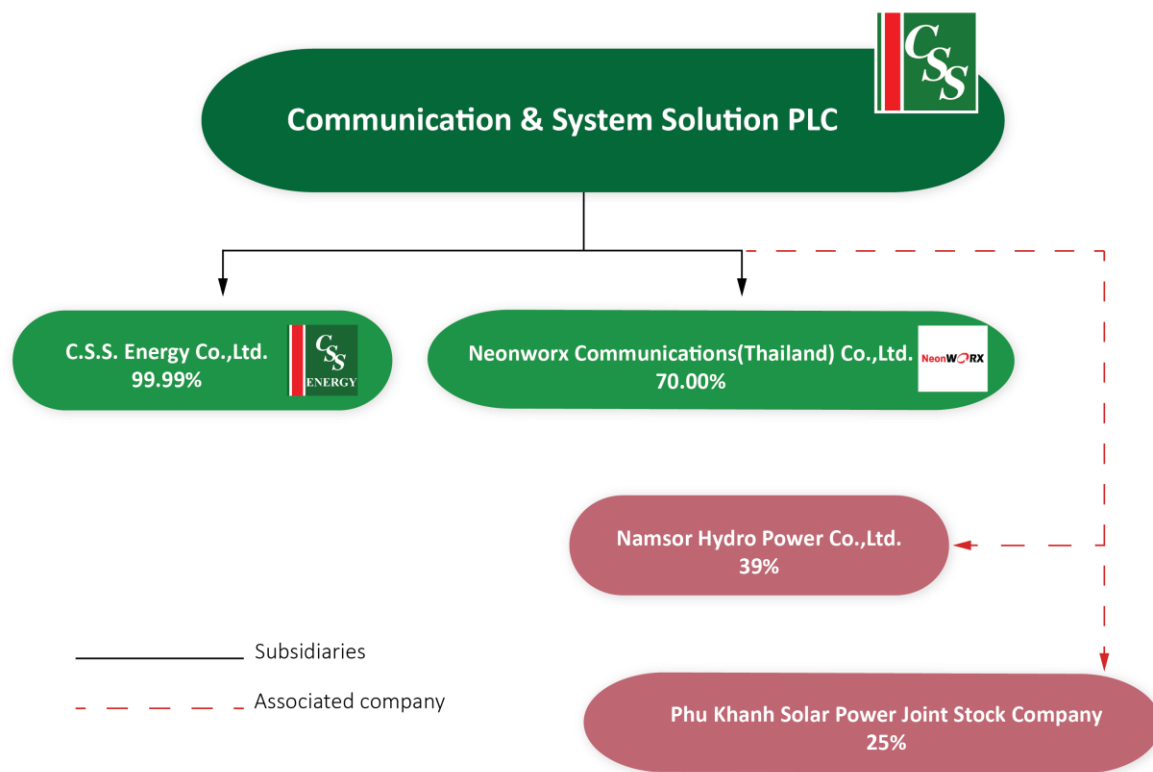 CSS
Communication & System Solution PLC
C.S.S. Energy Co.,Ltd.
99.99%
CSS
ENERGY
Neonworx Communications(Thailand) Co.,Ltd.
70.00%
NeonWORX
Namsor Hydro Power Co.,Ltd.
39%
Subsidiaries
Associated company
Phu Khanh Solar Power Joint Stock Company
25%